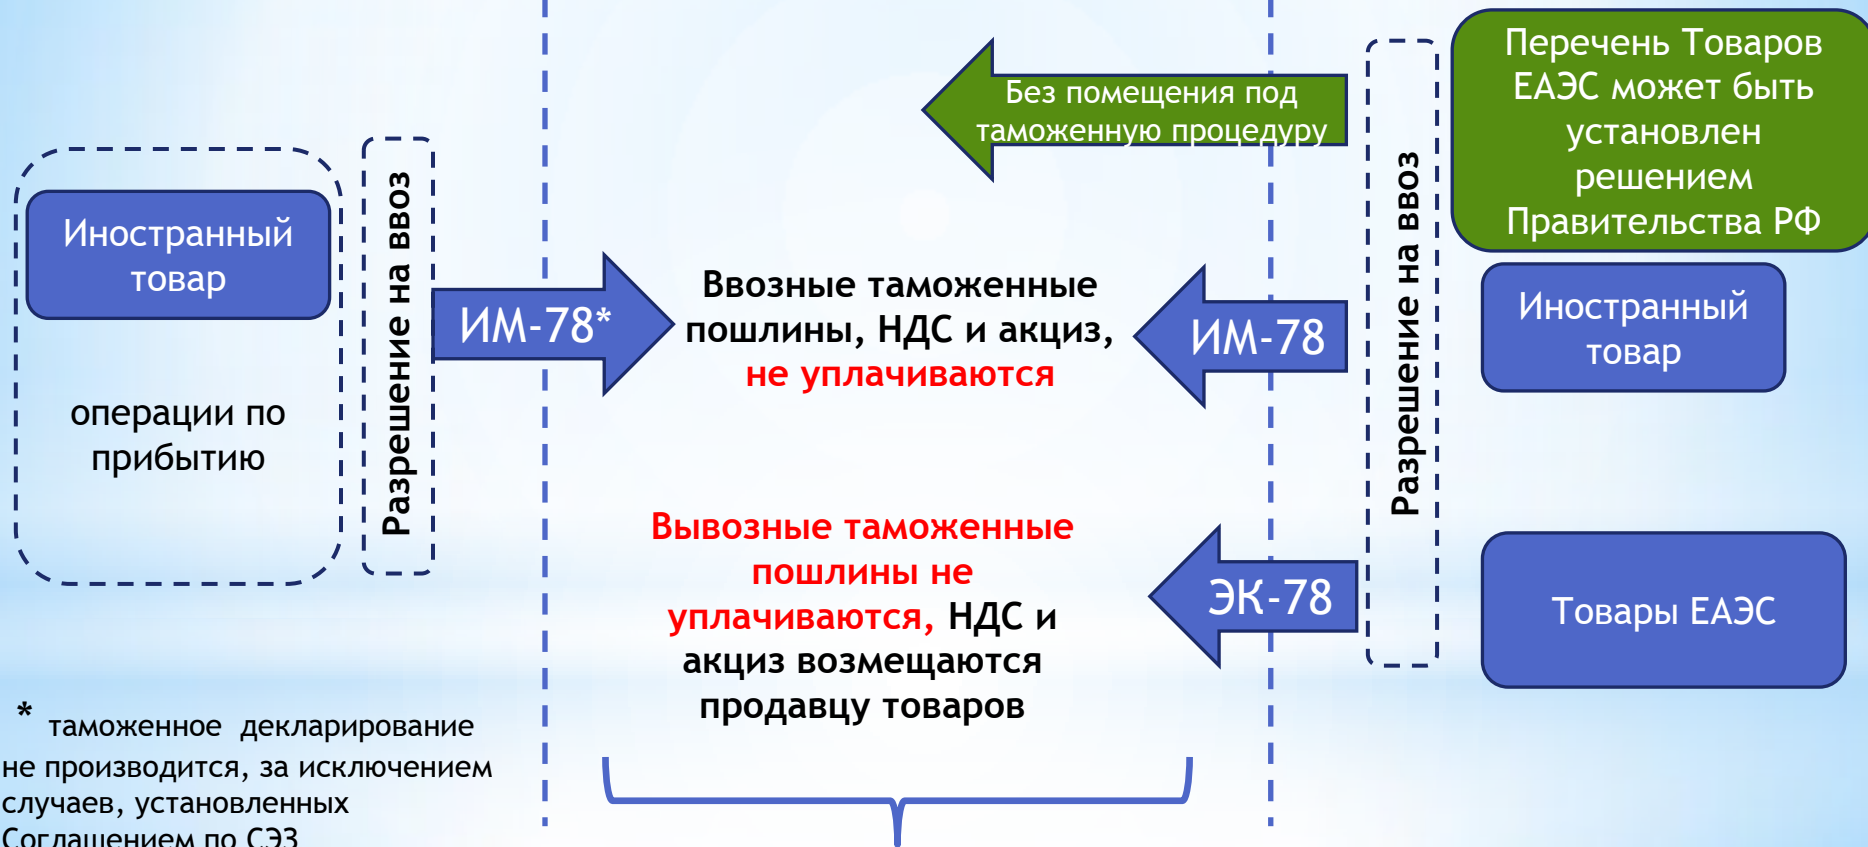 Иностранный
товар
операции по
прибытию
Разрешение на ввоз
ИМ-78*
* таможенное декларирование
не производится, за исключением
случаев, установленных
Соглашением по СЭЗ
Без помещения под
таможенную процедуру
Ввозные таможенные
пошлины, НДС и акциз,
не уплачиваются
Вывозные таможенные
пошлины не
уплачиваются, НДС и
акциз возмещаются
продавцу товаров
ИМ-78
ЭК-78
Разрешение на ввоз
Перечень Товаров
ЕАЭС может быть
установлен
решением
Правительства РФ
Иностранный
товар
Товары ЕАЭС